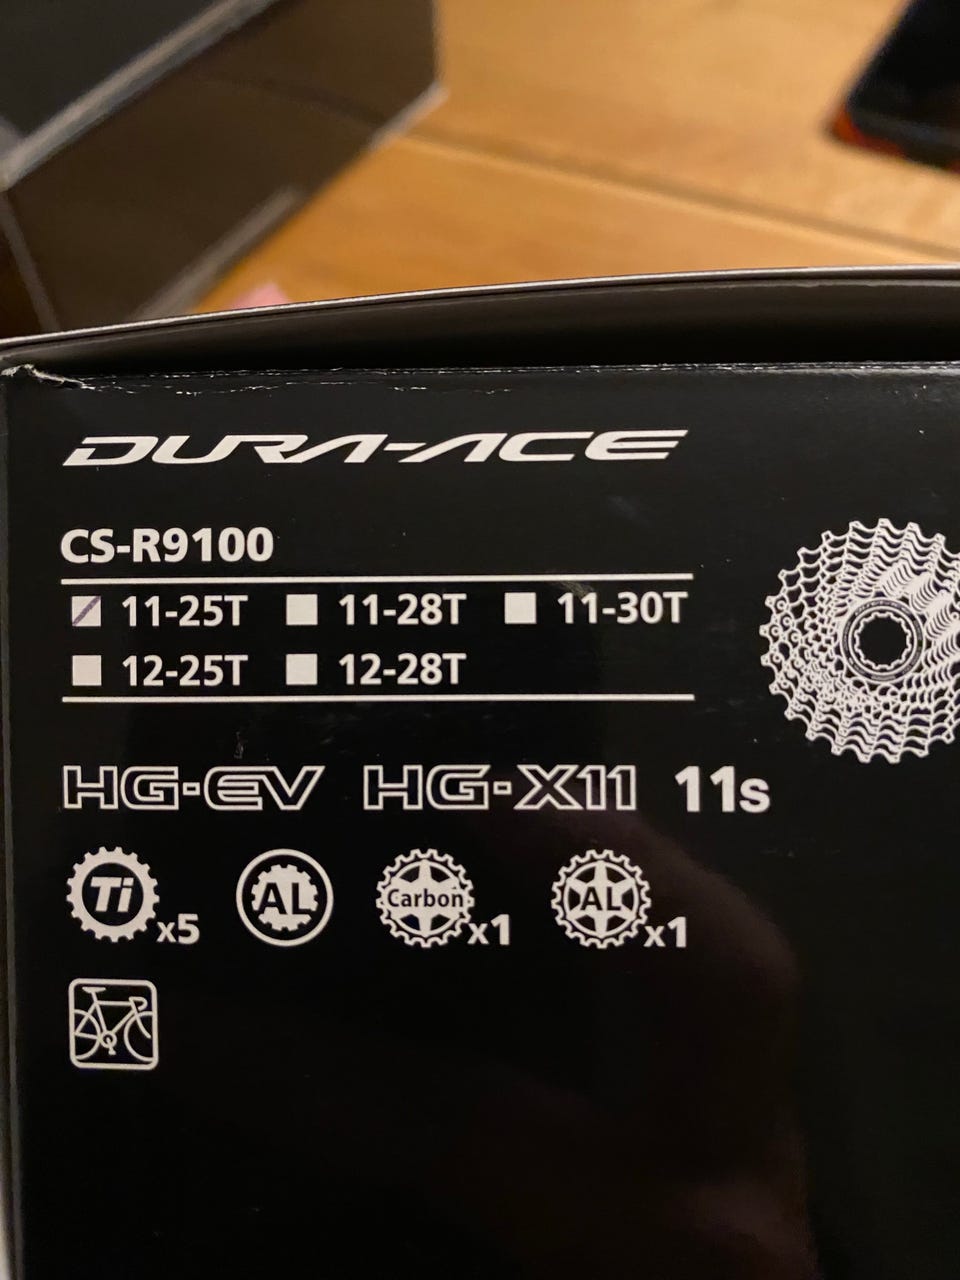 DURA-ACE
CS-R9100
11-25T 11-28T 11-30T
12-25T 12-28T
HG-EV HG-X11 11s
Ti x5 AL Carbon x1 AL x1